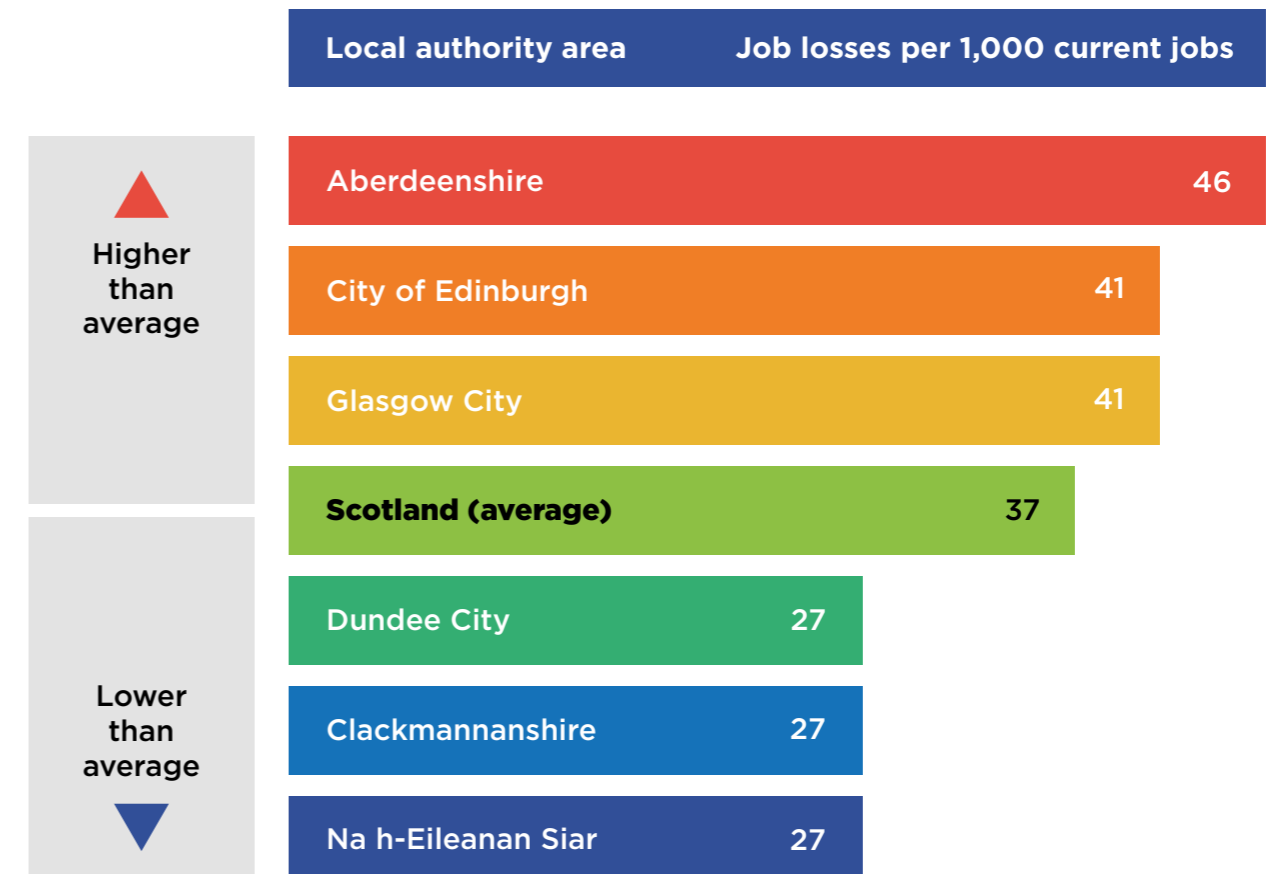 Local authority area Job losses per 1,000 current jobs
Higher
than
average
Aberdeenshire 46
City of Edinburgh 41
Glasgow City 41
Scotland (average) 37
Lower
than
average
Dundee City 27
Clackmannanshire 27
Na h-Eileanan Siar 27